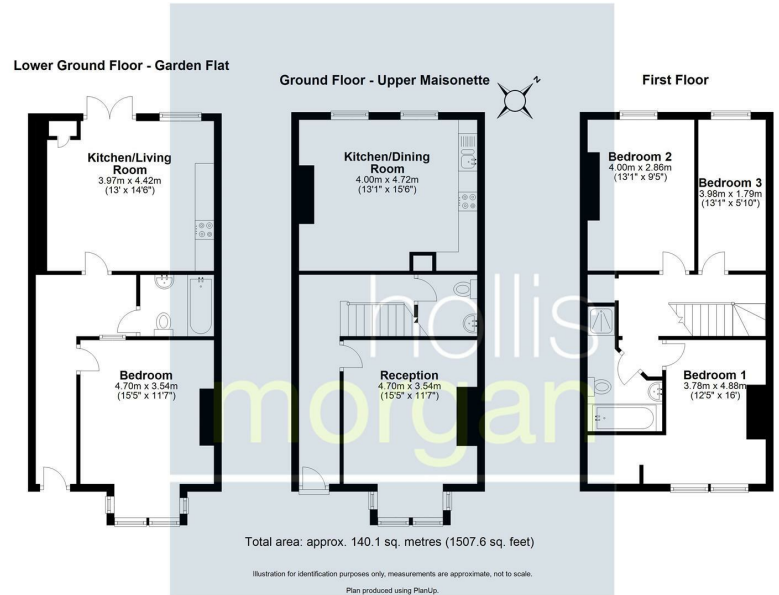 Lower Ground Floor - Garden Flat
Kitchen/Living
Room
3.97m x 4.42m
(13' x 14'6")
Bedroom
4.70m x 3.54m
(15'5" x 11'7")
Ground Floor - Upper Maisonette
N
Kitchen/Dining
Room
4.00m x 4.72m
(13'1" x 15'6")
Reception
4.70m x 3.54m
(15'5" x 11'7")
First Floor
Bedroom 2
4.00m x 2.86m
(13'1" x 9'5")
Bedroom 3
3.98m x 1.79m
(13'1" x 5'10")
Bedroom 1
3.78m x 4.88m
(12'5" x 16')
hollis
morgan
Total area: approx. 140.1 sq. metres (1507.6 sq. feet)
Illustration for identification purposes only, measurements are approximate, not to scale.
Plan produced using PlanUp.